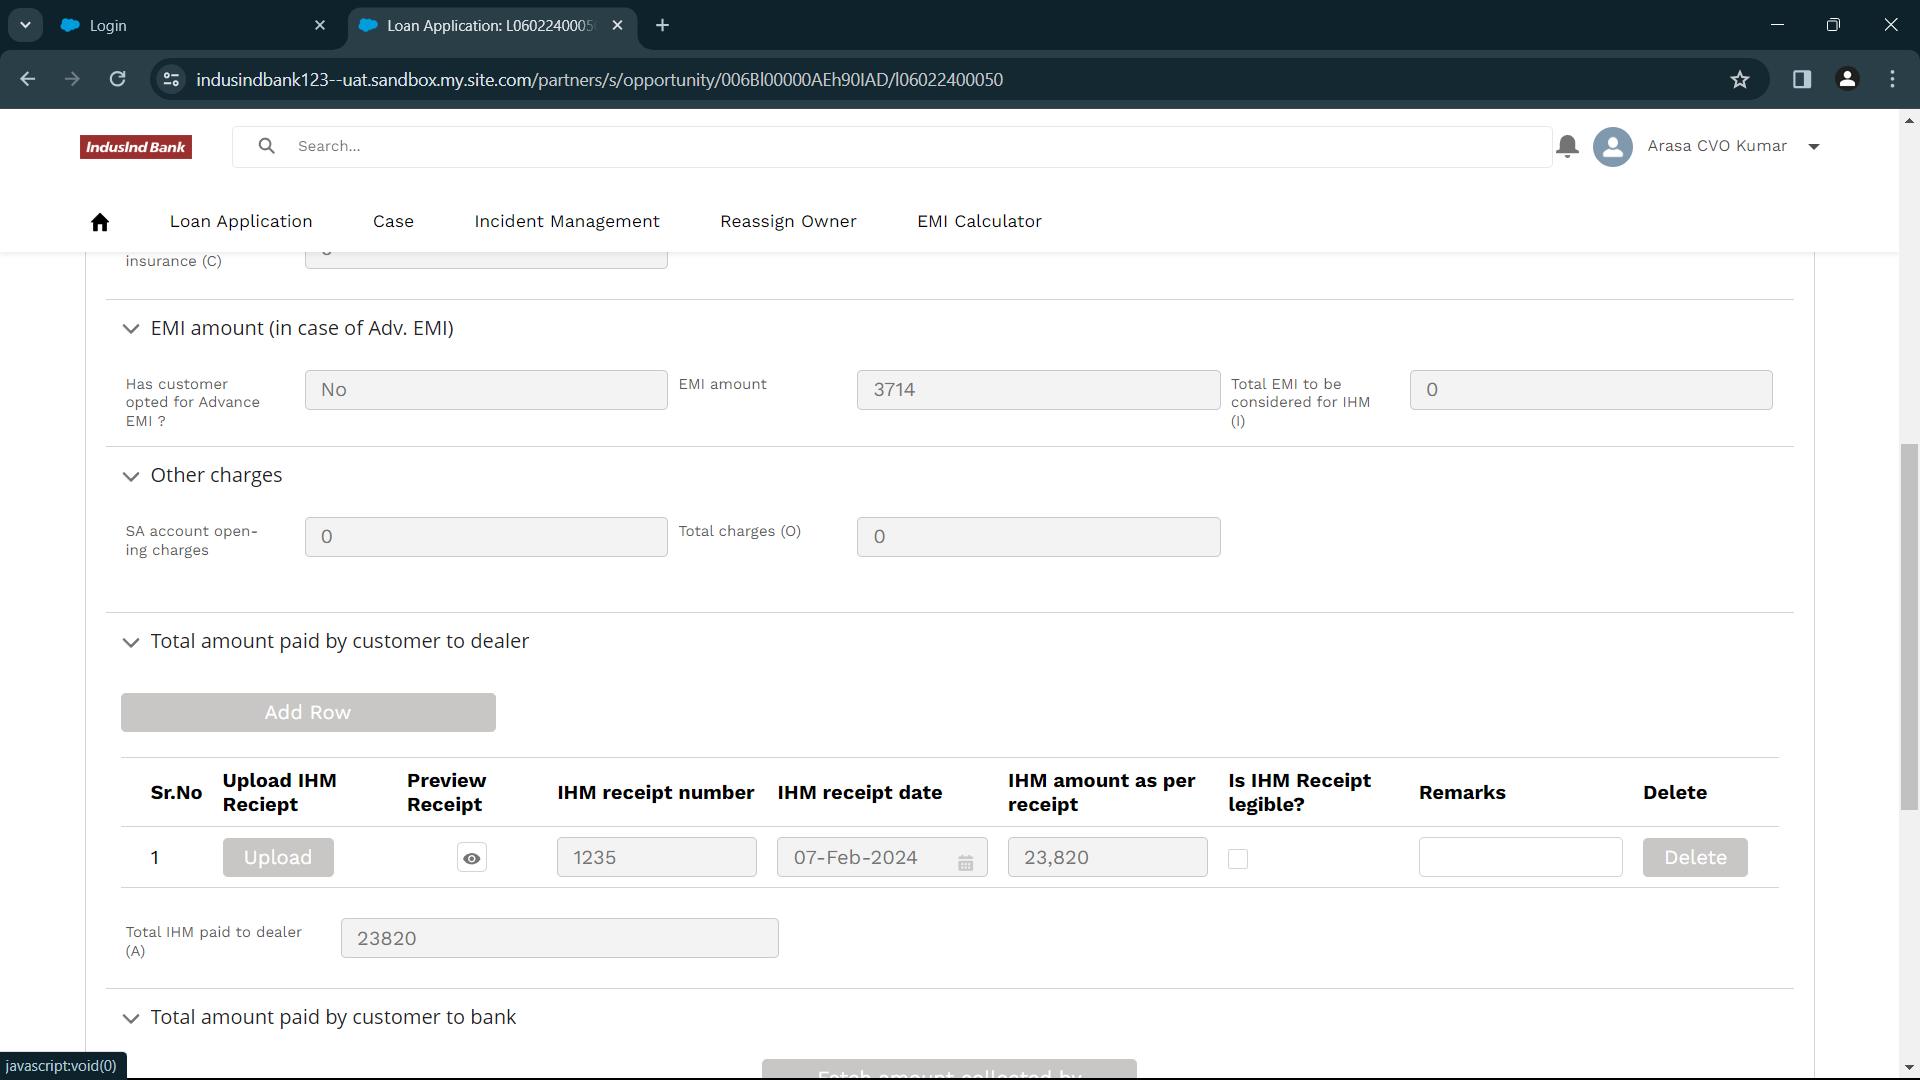 Login
Loan Application: L0602240005
indusindbank123--uat.sandbox.my.site.com/partners/s/opportunity/006Bl00000AEh90IAD/l06022400050
IndusInd Bank
Search...
Arasa CVO Kumar
Loan Application
Case
Incident Management
Reassign Owner
EMI Calculator
insurance (C)
EMI amount (in case of Adv. EMI)
Has customer
opted for Advance
EMI ?
No
EMI amount
3714
Total EMI to be
considered for IHM
(I)
0
Other charges
SA account open-
ing charges
0
Total charges (O)
0
Total amount paid by customer to dealer
Add Row
Sr.No
Upload IHM
Reciept
Preview
Receipt
IHM receipt number
IHM receipt date
IHM amount as per
receipt
Is IHM Receipt
legible?
Remarks
Delete
1
Upload
1235
07-Feb-2024
23,820
Delete
Total IHM paid to dealer
(A)
23820
Total amount paid by customer to bank
Fetch amount collected by
javascript:void(0)